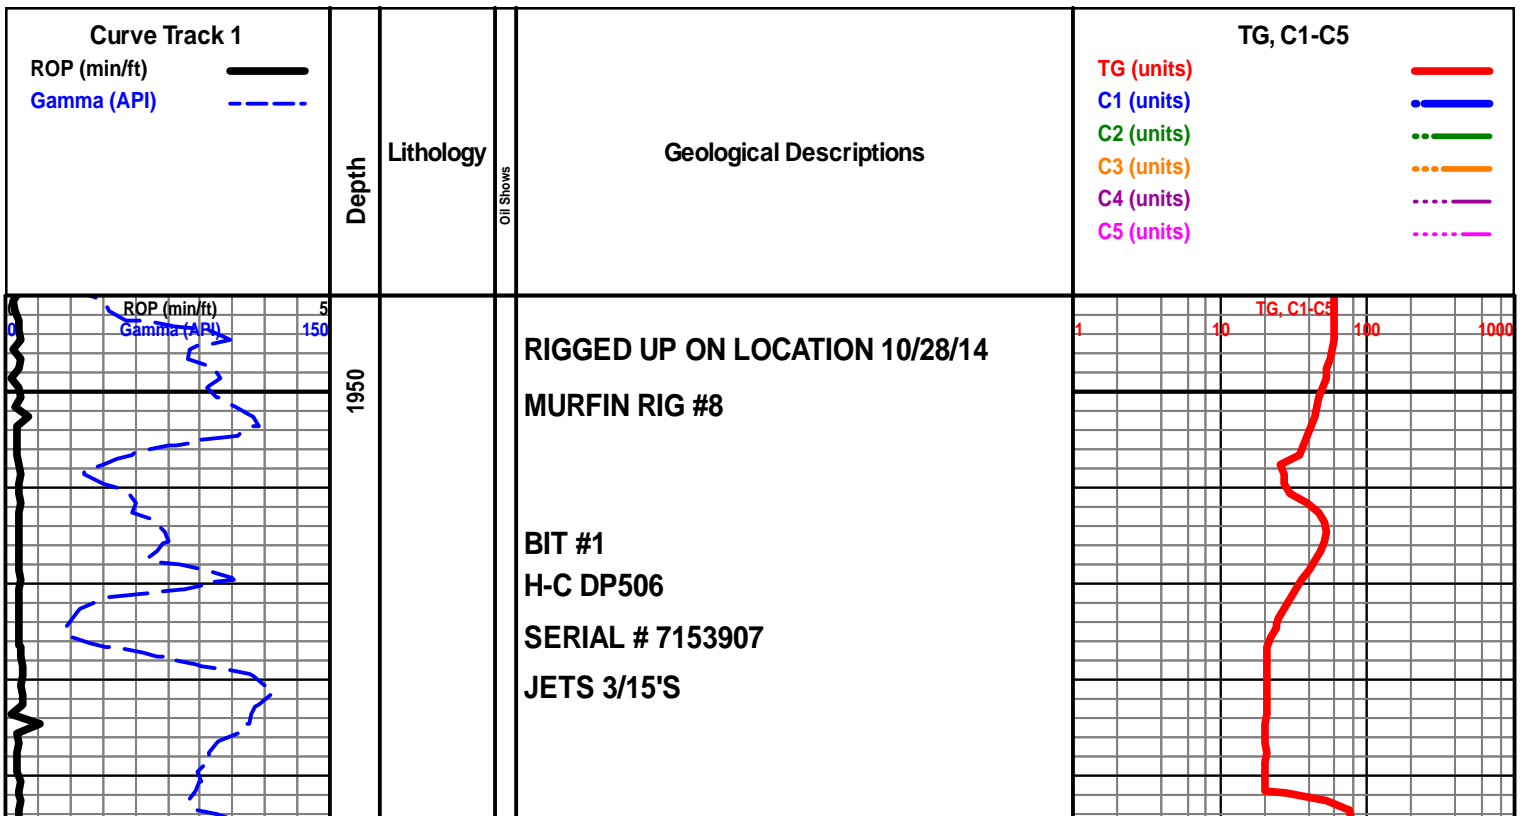 Curve Track 1
ROP (min/ft)
Gamma (API)
Depth
Lithology
Oil Shows
Geological Descriptions
TG, C1-C5
TG (units)
C1 (units)
C2 (units)
C3 (units)
C4 (units)
C5 (units)
0 ROP (min/ft) 5
0 Gamma (API) 150
1950
RIGGED UP ON LOCATION 10/28/14
MURFIN RIG #8
BIT #1
H-C DP506
SERIAL # 7153907
JETS 3/15'S
TG, C1-C5
1 10 100 1000